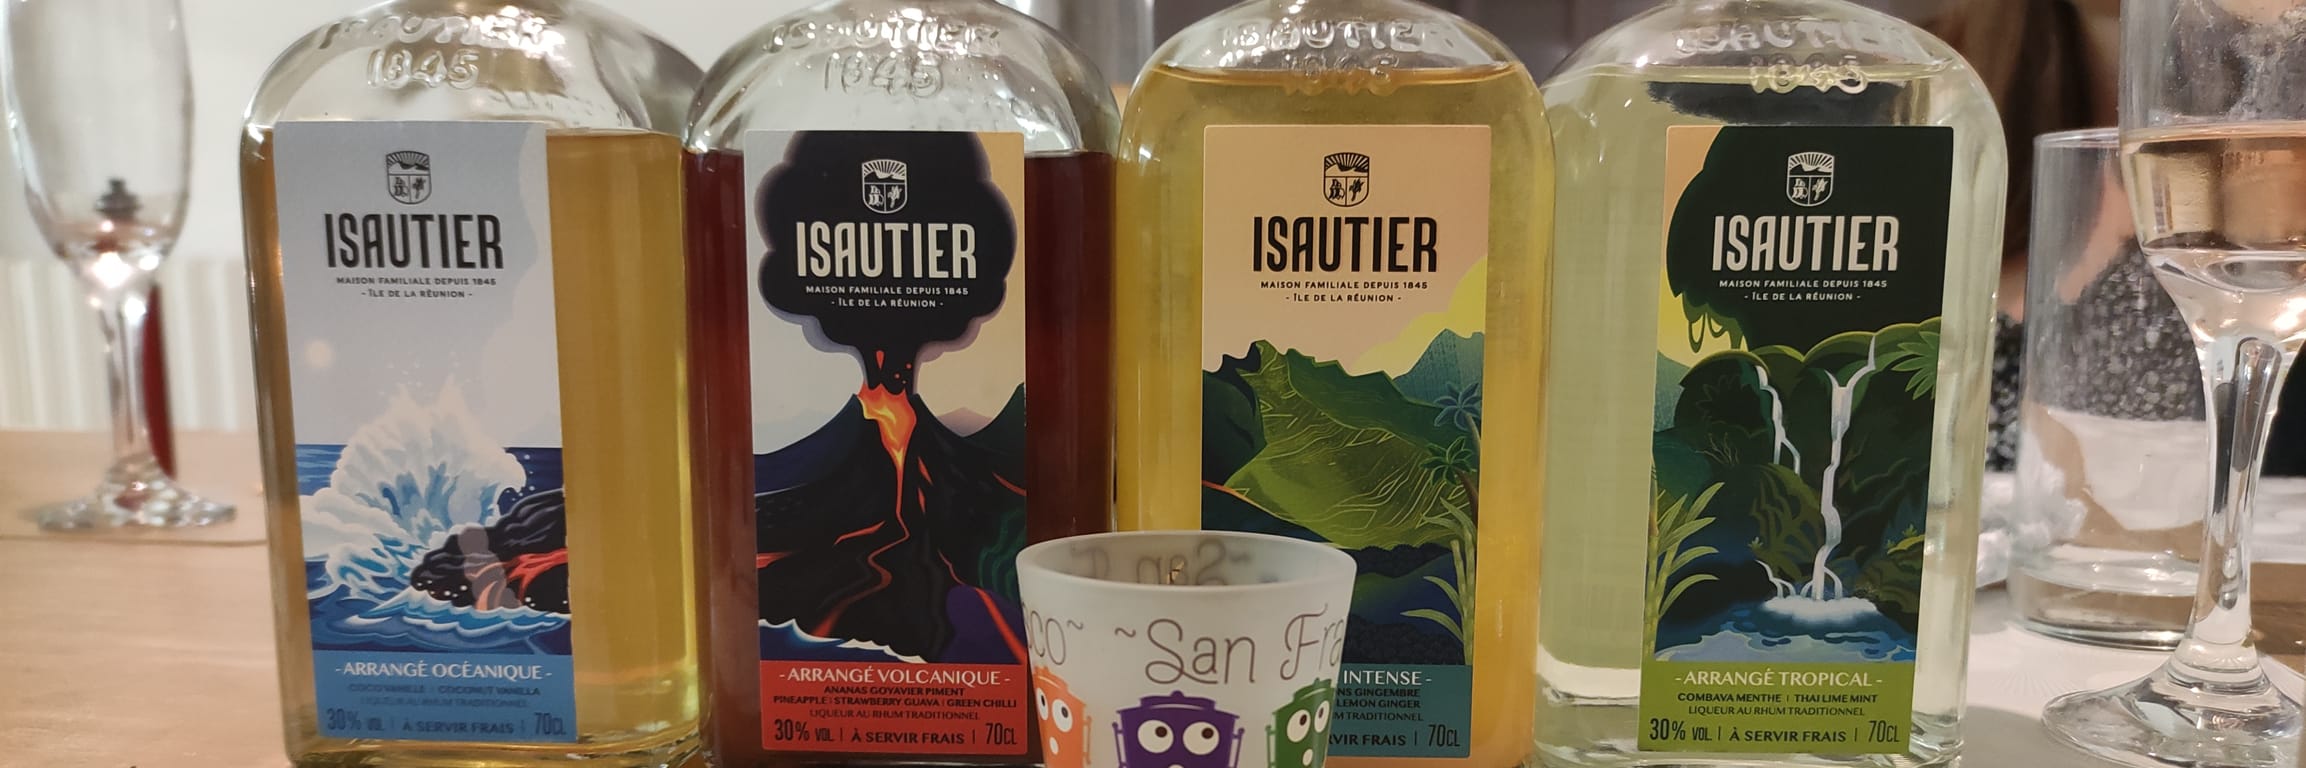 ISAUTIER
1845
ISAUTIER
MAISON FAMILIALE DEPUIS 1845
- ÎLE DE LA RÉUNION -
- ARRANGÉ OCÉANIQUE -
COCO VANILLE | COCONUT VANILLA
LIQUEUR AU RHUM TRADITIONNEL
30% VOL | À SERVIR FRAIS | 70CL
ISAUTIER
1845
ISAUTIER
MAISON FAMILIALE DEPUIS 1845
- ÎLE DE LA RÉUNION -
- ARRANGÉ VOLCANIQUE -
ANANAS GOYAVIER PIMENT
PINEAPPLE | STRAWBERRY GUAVA | GREEN CHILLI
LIQUEUR AU RHUM TRADITIONNEL
30% VOL | À SERVIR FRAIS | 70CL
ISAUTIER
1845
ISAUTIER
MAISON FAMILIALE DEPUIS 1845
- ÎLE DE LA RÉUNION -
INTENSE -
GINGEMBRE
LEMON GINGER
TRADITIONNEL
FRAIS | 70CL
ISAUTIER
1845
ISAUTIER
MAISON FAMILIALE DEPUIS 1845
- ÎLE DE LA RÉUNION -
- ARRANGÉ TROPICAL -
COMBAVA MENTHE | THAI LIME MINT
LIQUEUR AU RHUM TRADITIONNEL
30% VOL | À SERVIR FRAIS | 70CL
~San Fra